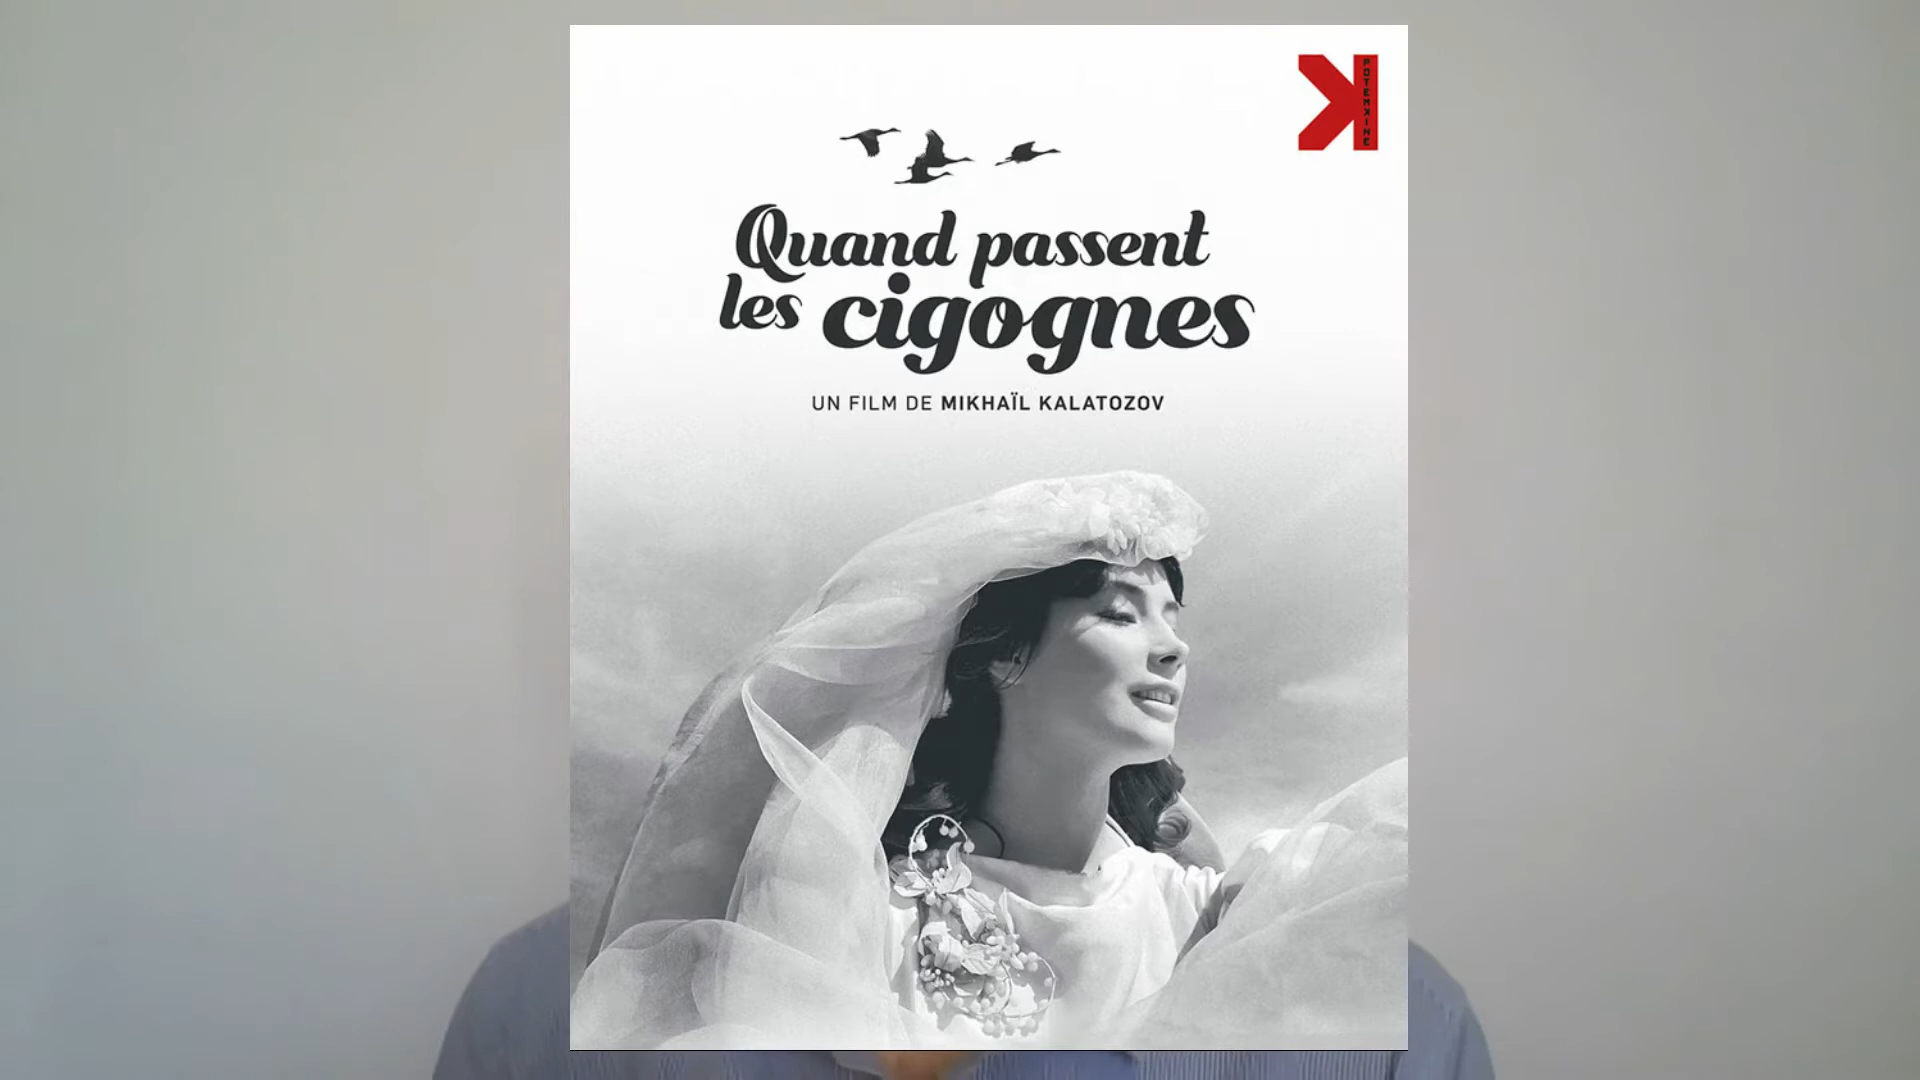 POTEMKINE
Quand passent
les cigognes
UN FILM DE MIKHAÏL KALATOZOV